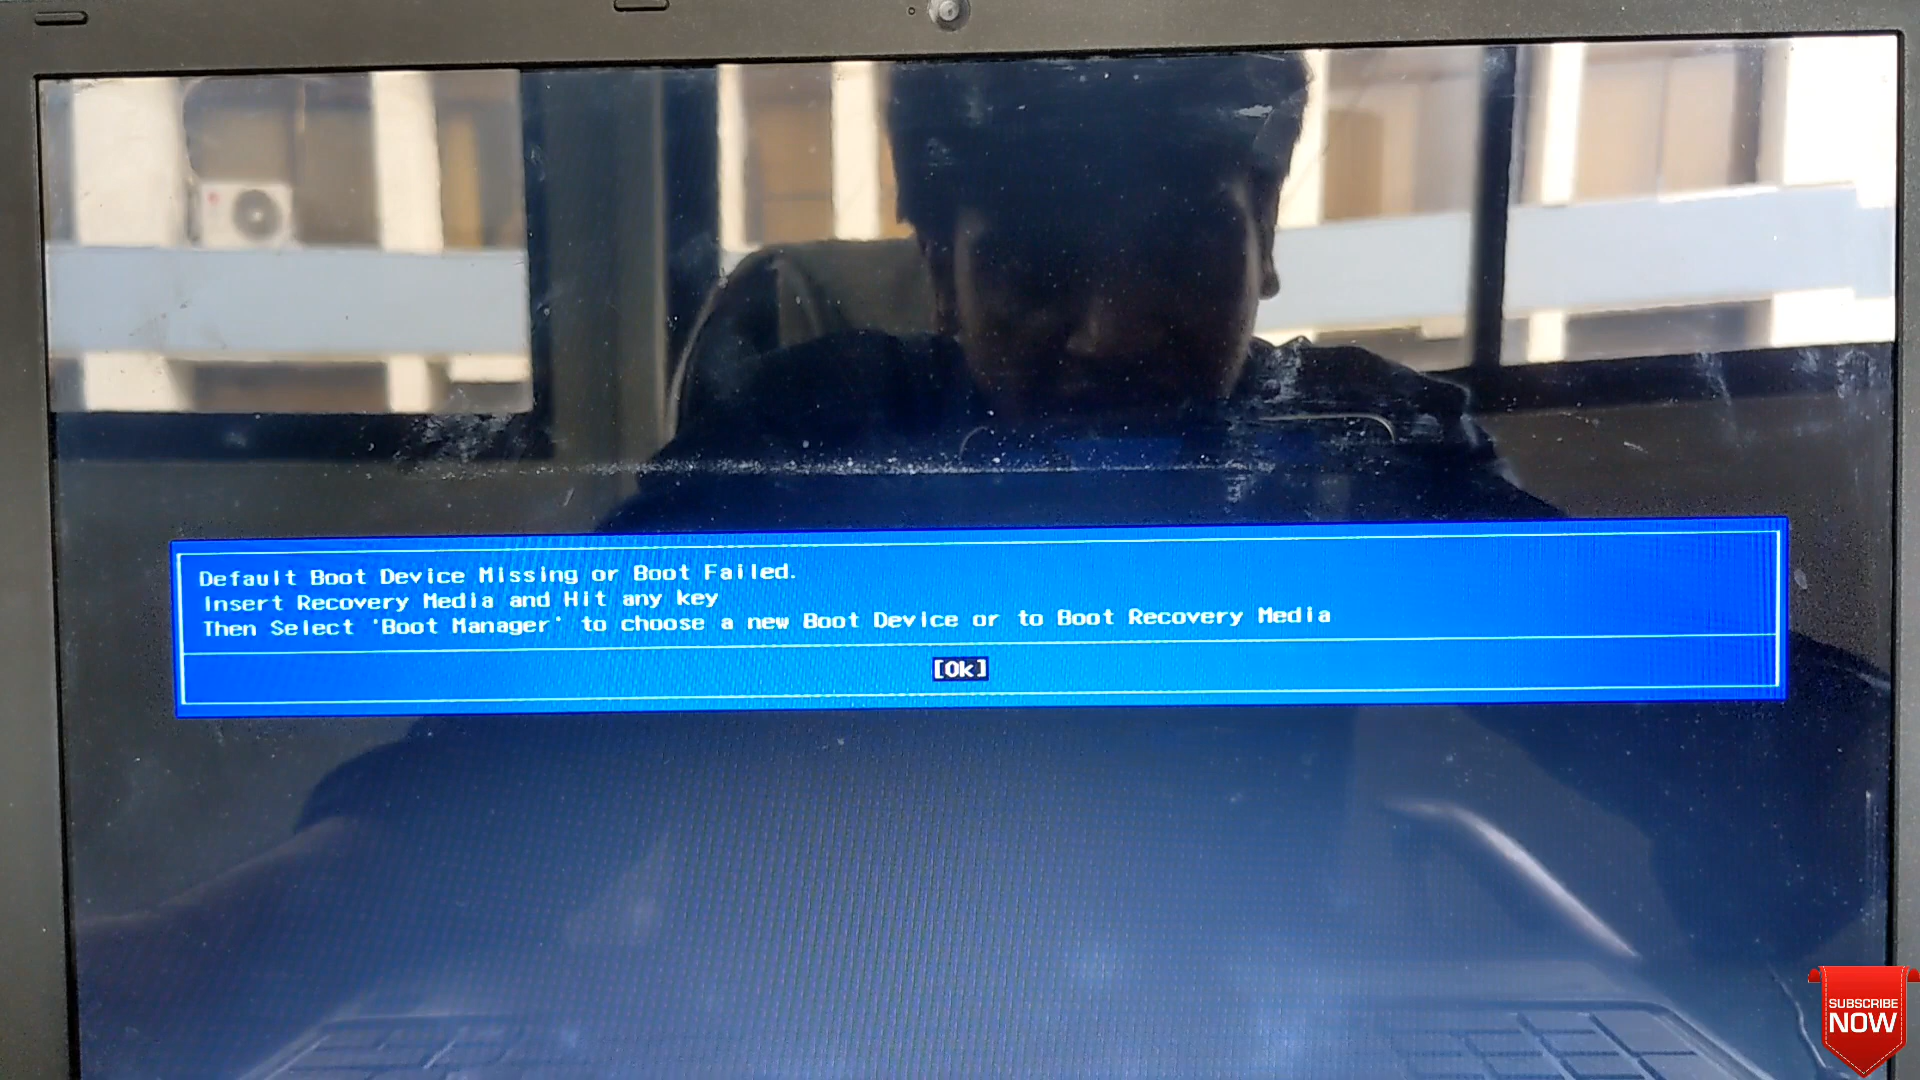 Default Boot Device Missing or Boot Failed.
Insert Recovery Media and Hit any key
Then Select 'Boot Manager' to choose a new Boot Device or to Boot Recovery Media
[Ok]
SUBSCRIBE
NOW